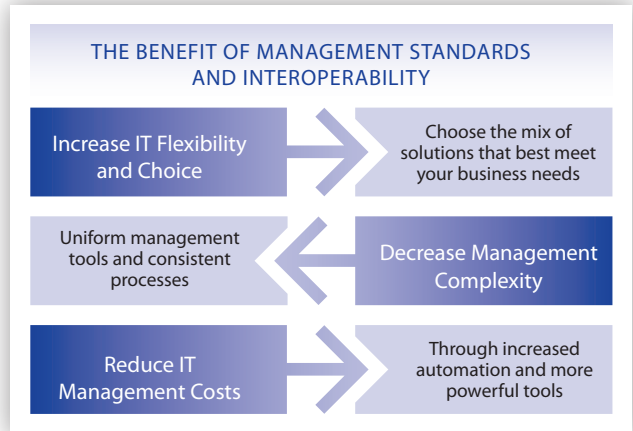 THE BENEFIT OF MANAGEMENT STANDARDS
AND INTEROPERABILITY
Increase IT Flexibility
and Choice
Choose the mix of
solutions that best meet
your business needs
Uniform management
tools and consistent
processes
Decrease Management
Complexity
Reduce IT
Management Costs
Through increased
automation and more
powerful tools